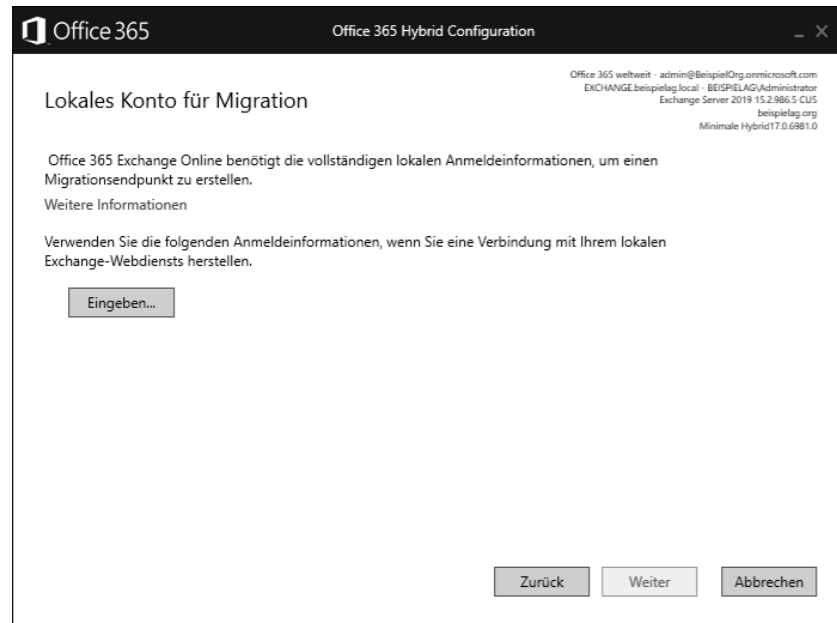 Office 365
Office 365 Hybrid Configuration
Office 365 weltweit - admin@BeispielOrg.onmicrosoft.com
EXCHANGE.beispielag.local - BEISPIELAG\Administrator
Exchange Server 2019 15.2.986.5 CU5
beispielag.org
Minimale Hybrid17.0.6981.0
Lokales Konto für Migration
Office 365 Exchange Online benötigt die vollständigen lokalen Anmeldeinformationen, um einen
Migrationsendpunkt zu erstellen.
Weitere Informationen
Verwenden Sie die folgenden Anmeldeinformationen, wenn Sie eine Verbindung mit Ihrem lokalen
Exchange-Webdiensts herstellen.
Eingeben...
Zurück
Weiter
Abbrechen